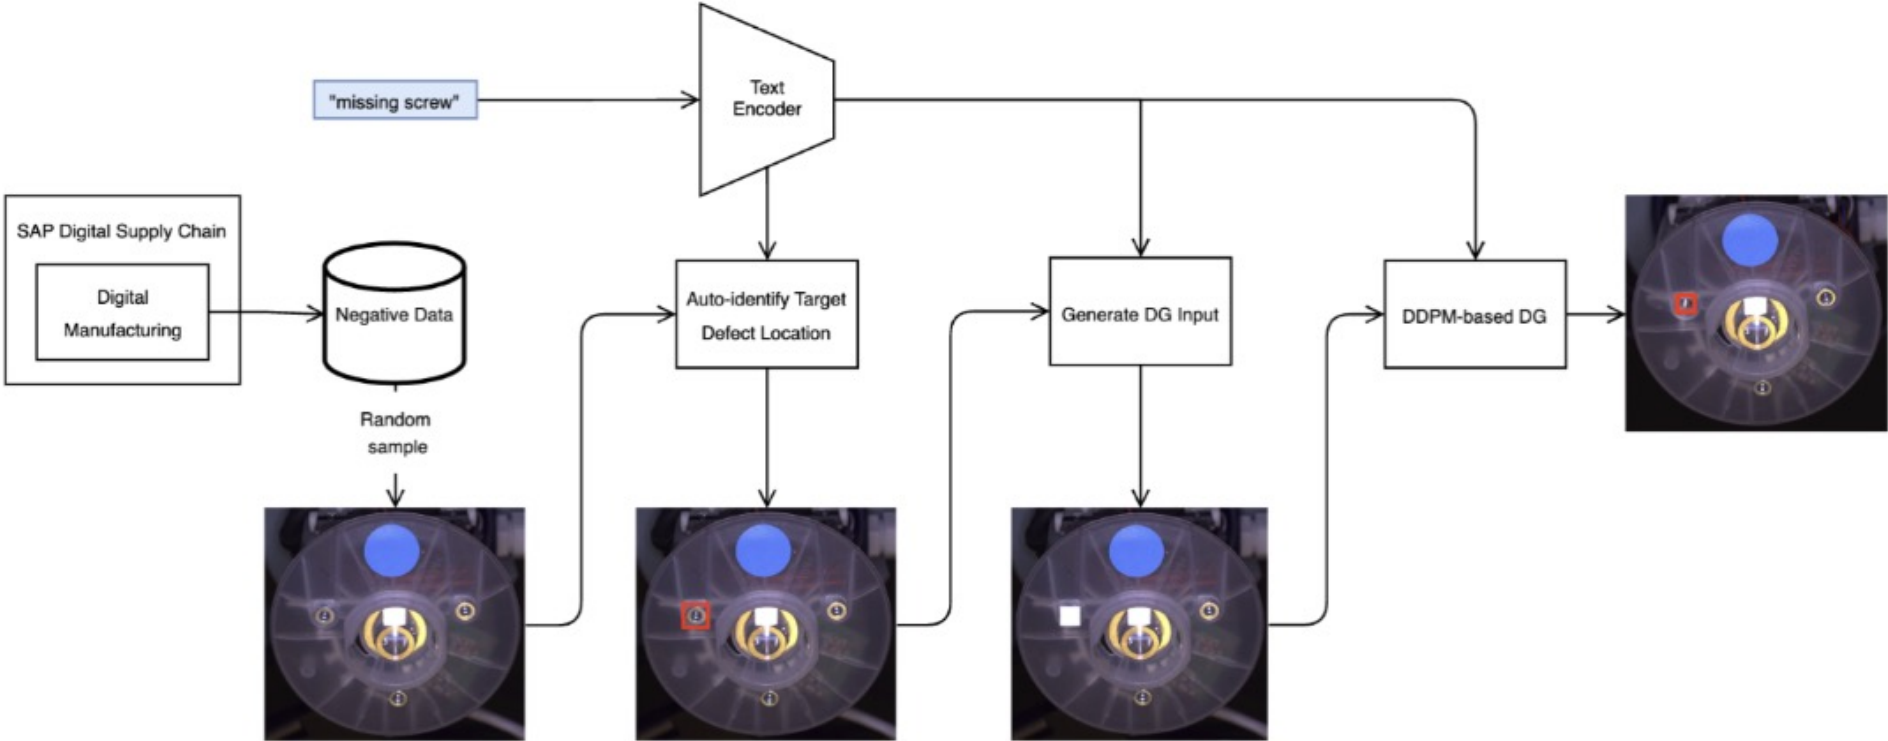 "missing screw"
Text
Encoder
SAP Digital Supply Chain
Digital
Manufacturing
Negative Data
Random
sample
Auto-identify Target
Defect Location
Generate DG Input
DDPM-based DG